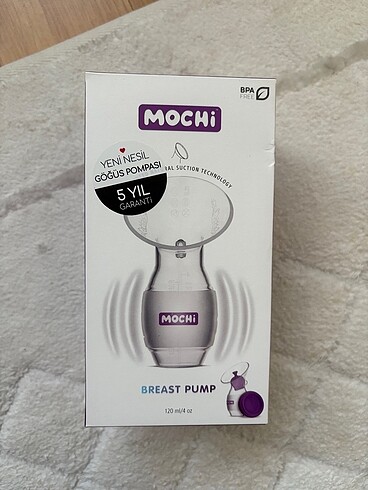 BPA
FREE
MOCHi
YENİ NESİL
GÖĞÜS POMPASI
5 YIL
GARANTİ
SUCTION TECHNOLOGY
MOCHi
BREAST PUMP
120 ml/4 oz